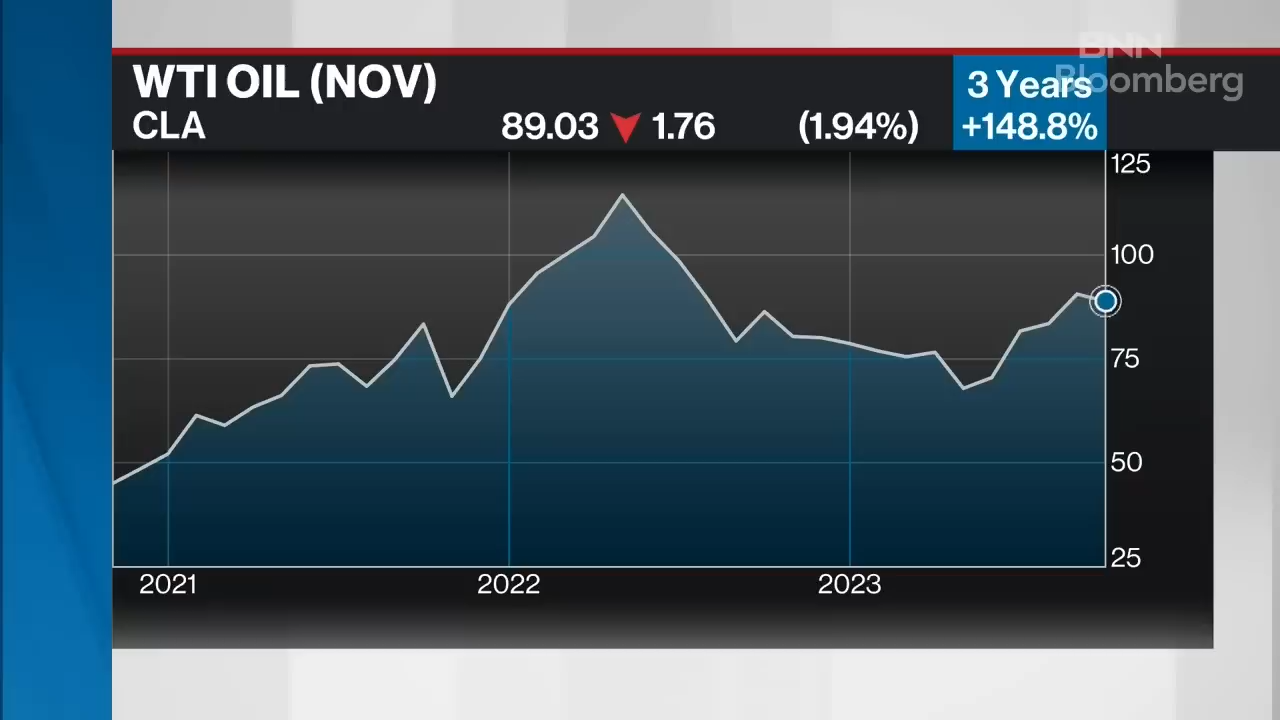 BNN
Bloomberg
WTI OIL (NOV)
3 Years
CLA
89.03 ▼ 1.76 (1.94%)
+148.8%
125
100
75
50
25
2021 2022 2023